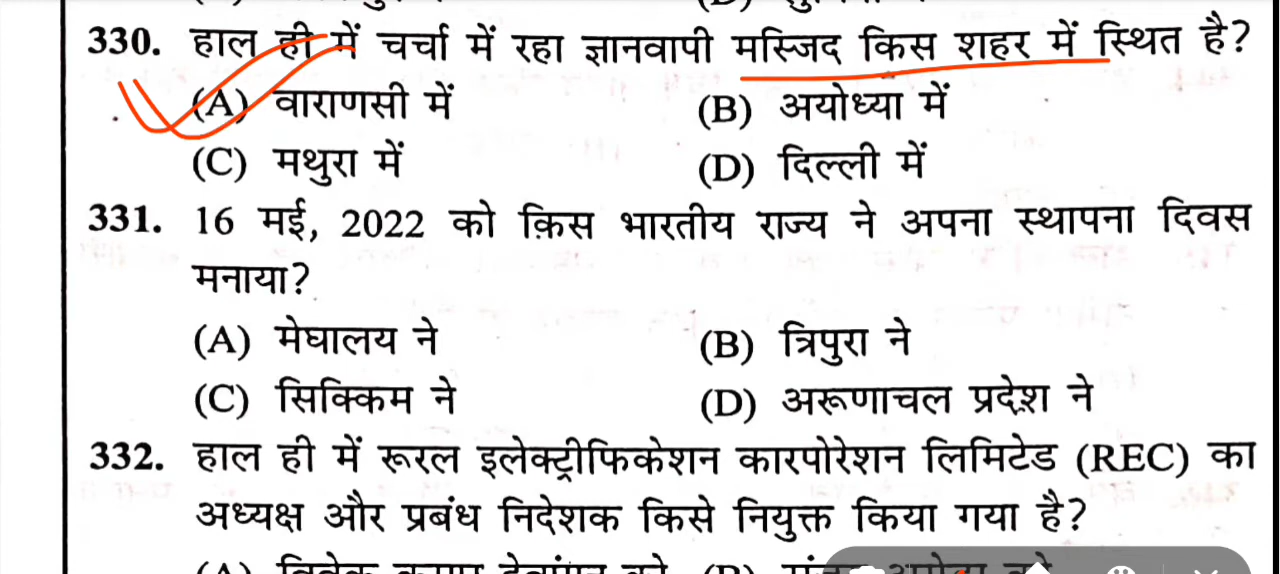 330. हाल ही में चर्चा में रहा ज्ञानवापी मस्जिद किस शहर में स्थित है?
(A) वाराणसी में (B) अयोध्या में
(C) मथुरा में (D) दिल्ली में
331. 16 मई, 2022 को किस भारतीय राज्य ने अपना स्थापना दिवस
मनाया?
(A) मेघालय ने (B) त्रिपुरा ने
(C) सिक्किम ने (D) अरूणाचल प्रदेश ने
332. हाल ही में रूरल इलेक्ट्रीफिकेशन कारपोरेशन लिमिटेड (REC) का
अध्यक्ष और प्रबंध निदेशक किसे नियुक्त किया गया है?